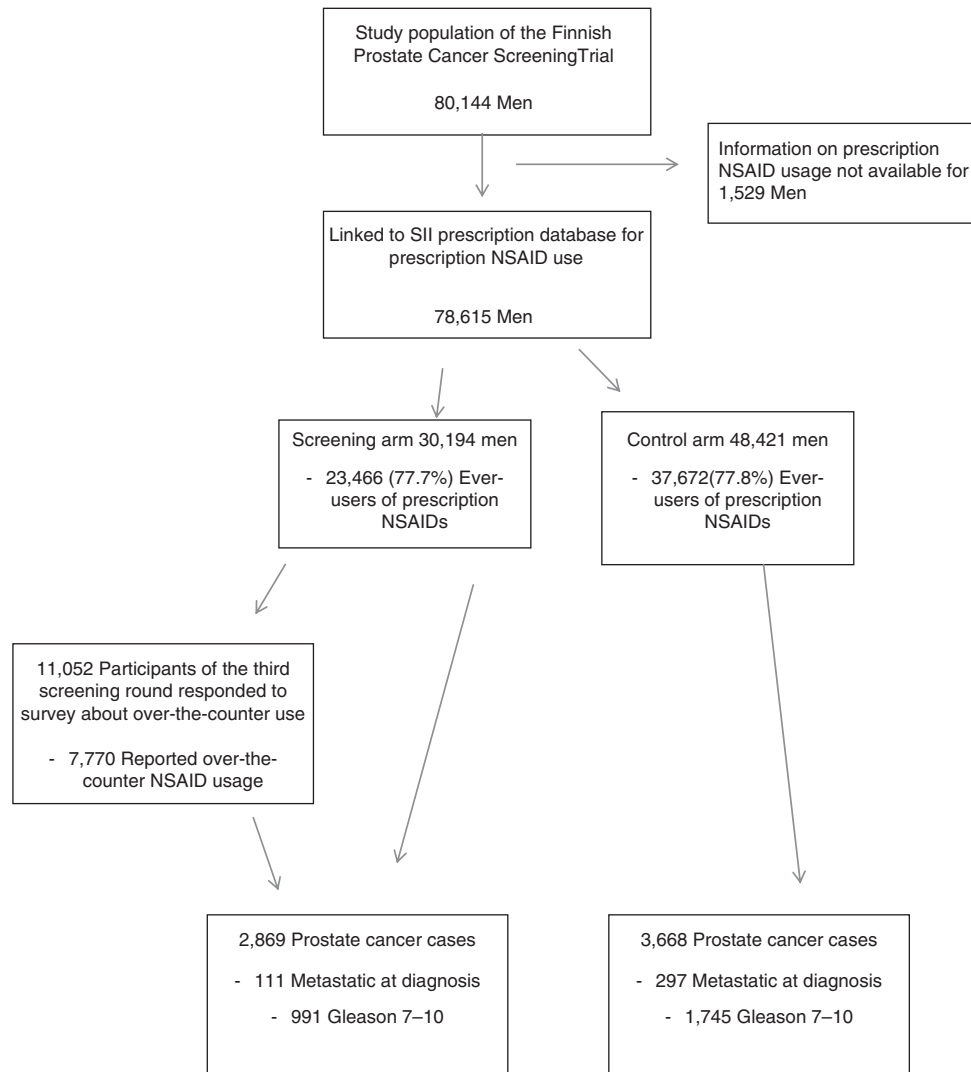 Study population of the Finnish
Prostate Cancer ScreeningTrial
80,144 Men
Information on prescription
NSAID usage not available for
1,529 Men
Linked to SII prescription database for
prescription NSAID use
78,615 Men
Screening arm 30,194 men
- 23,466 (77.7%) Ever-
users of prescription
NSAIDs
Control arm 48,421 men
- 37,672(77.8%) Ever-
users of prescription
NSAIDs
11,052 Participants of the third
screening round responded to
survey about over-the-counter use
- 7,770 Reported over-the-
counter NSAID usage
2,869 Prostate cancer cases
- 111 Metastatic at diagnosis
- 991 Gleason 7–10
3,668 Prostate cancer cases
- 297 Metastatic at diagnosis
- 1,745 Gleason 7–10